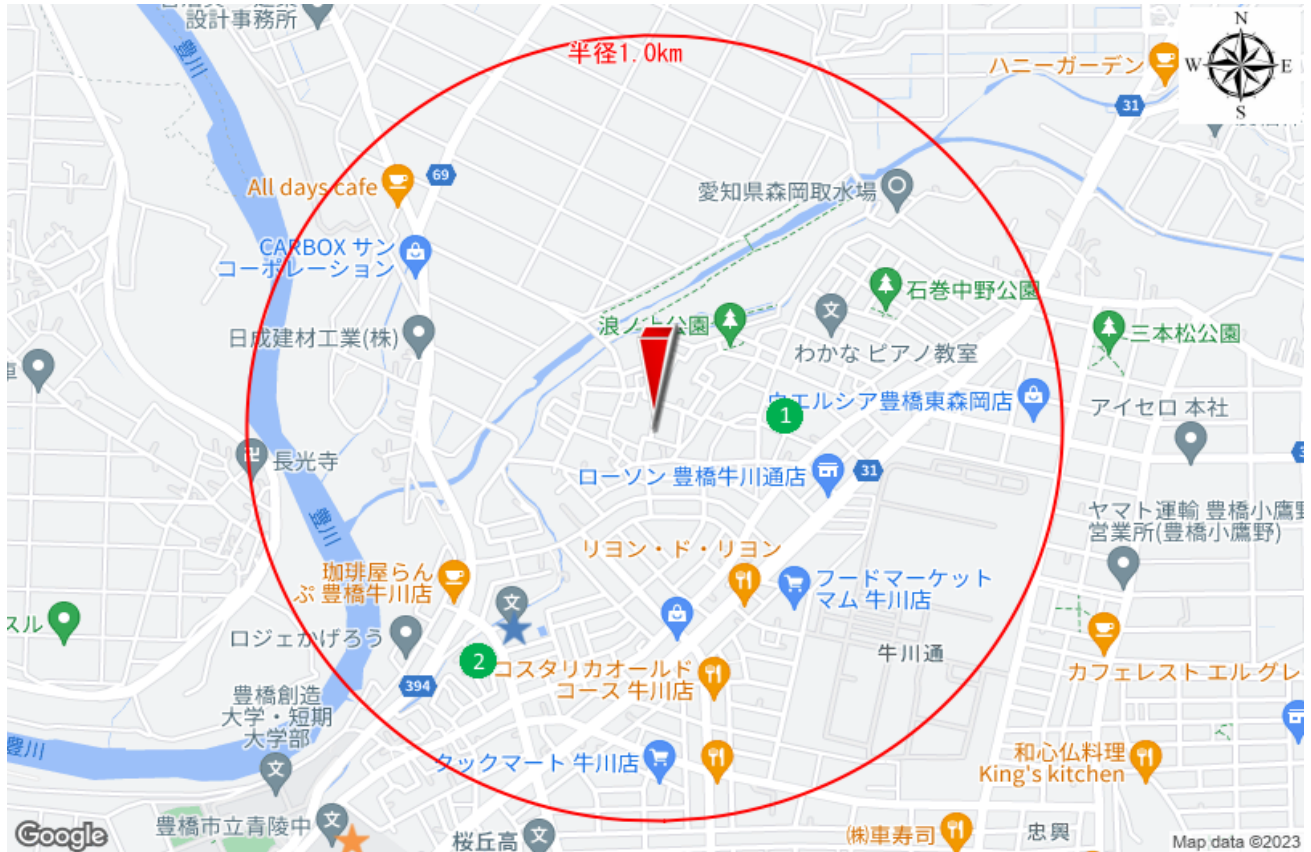 設計事務所
N
W
E
S
半径1.0km
ハニーガーデン
31
豊川
All days cafe
69
愛知県森岡取水場
CARBOX サン
コーポレーション
石巻中野公園
浪ノ上公園
三本松公園
日成建材工業(株)
わかな ピアノ教室
ウエルシア豊橋東森岡店
1
アイセロ 本社
長光寺
ローソン 豊橋牛川通店
31
豊川
ヤマト運輸 豊橋小鷹野
営業所(豊橋小鷹野)
リヨン・ド・リヨン
珈琲屋らん
ぷ 豊橋牛川店
フードマーケット
マム 牛川店
スル
ロジェかげろう
2
牛川通
コスタリカオールド
コース 牛川店
カフェレスト エル グレ
394
豊橋創造
大学・短期
大学部
豊川
タックマート 牛川店
和心仏料理
King's kitchen
豊橋市立青陵中
桜丘高
㈱車寿司
忠興
Google
Map data ©2023